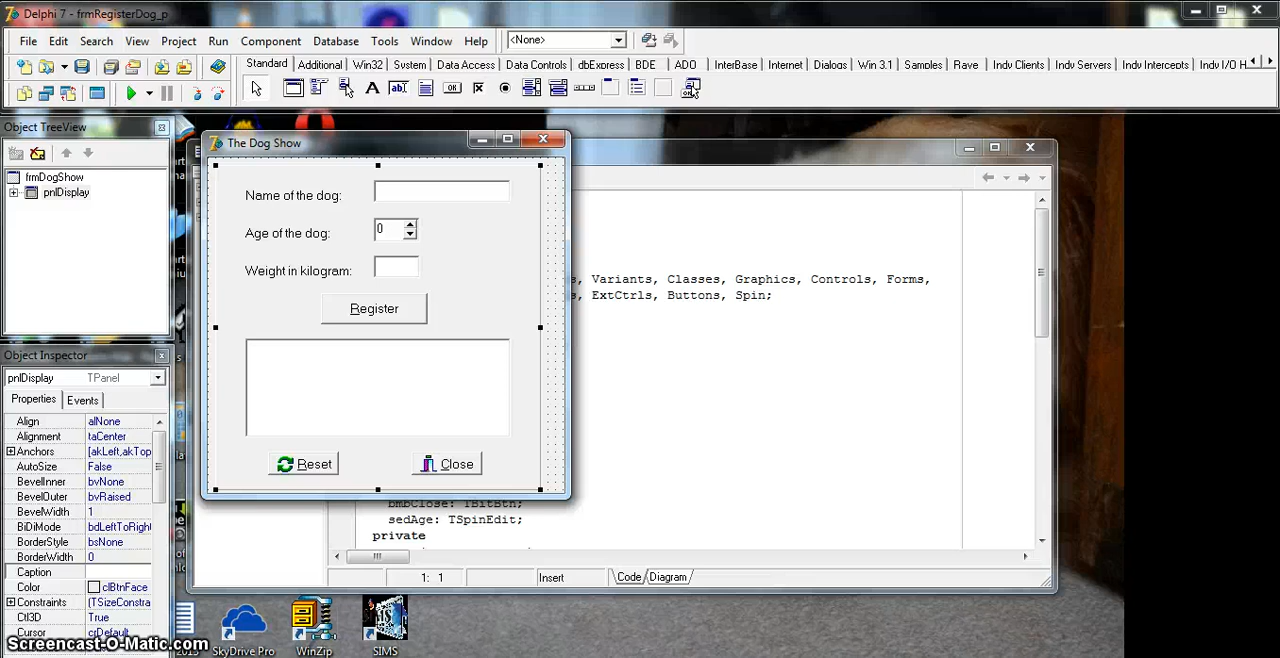 Delphi 7 - frmRegisterDog_p
File Edit Search View Project Run Component Database Tools Window Help <None>
Standard Additional Win32 System Data Access Data Controls dbExpress BDE ADO InterBase Internet Dialogs Win 3.1 Samples Rave Indy Clients Indy Servers Indy Intercepts Indy I/O H
Object TreeView
frmDogShow
pnlDisplay
The Dog Show
Name of the dog:
Age of the dog: 0
Weight in kilogram:
Register
Reset Close
s, Variants, Classes, Graphics, Controls, Forms,
s, ExtCtrls, Buttons, Spin;
bmbClose: TBitBtn;
sedAge: TSpinEdit;
private
1: 1 Insert Code Diagram
Object Inspector
pnlDisplay TPanel
Properties Events
Align alNone
Alignment taCenter
Anchors [akLeft,akTop
AutoSize False
BevelInner bvNone
BevelOuter bvRaised
BevelWidth 1
BiDiMode bdLeftToRight
BorderStyle bsNone
BorderWidth 0
Caption
Color clBtnFace
Constraints (TSizeConstra
Ctl3D True
Cursor crDefault
SkyDrive Pro WinZip SIMS
Screencast-O-Matic.com